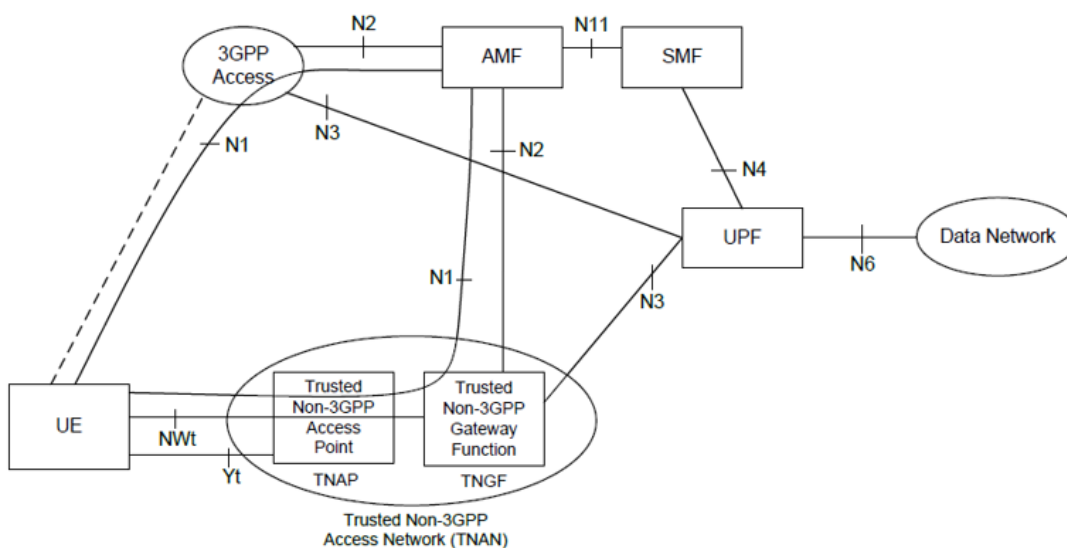 N2
N11
3GPP
Access
AMF
SMF
N3
N1
N2
N4
UPF
Data Network
N6
N1
N3
UE
Trusted
Non-3GPP
Access
Point
Trusted
Non-3GPP
Gateway
Function
NWt
Yt
TNAP
TNGF
Trusted Non-3GPP
Access Network (TNAN)